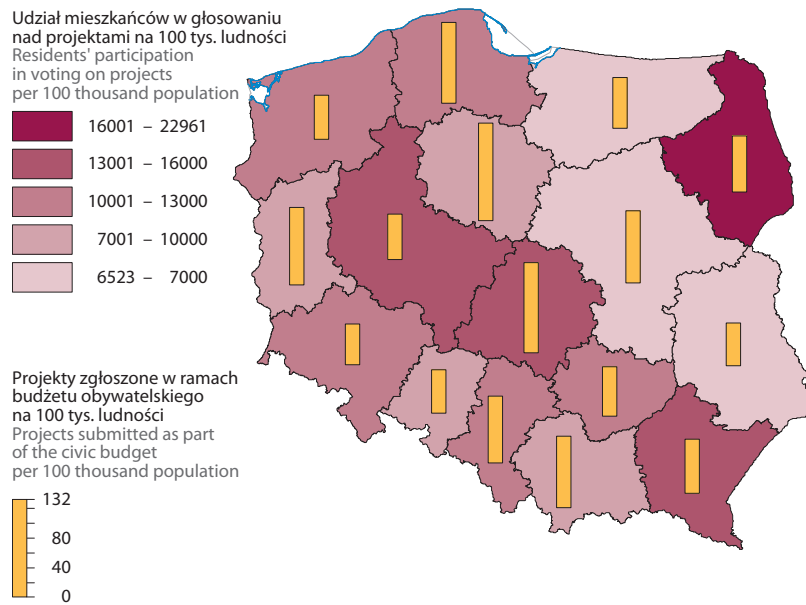 Udział mieszkańców w głosowaniu
nad projektami na 100 tys. ludności
Residents' participation
in voting on projects
per 100 thousand population
16001 – 22961
13001 – 16000
10001 – 13000
7001 – 10000
6523 – 7000
Projekty zgłoszone w ramach
budżetu obywatelskiego
na 100 tys. ludności
Projects submitted as part
of the civic budget
per 100 thousand population
132
80
40
0